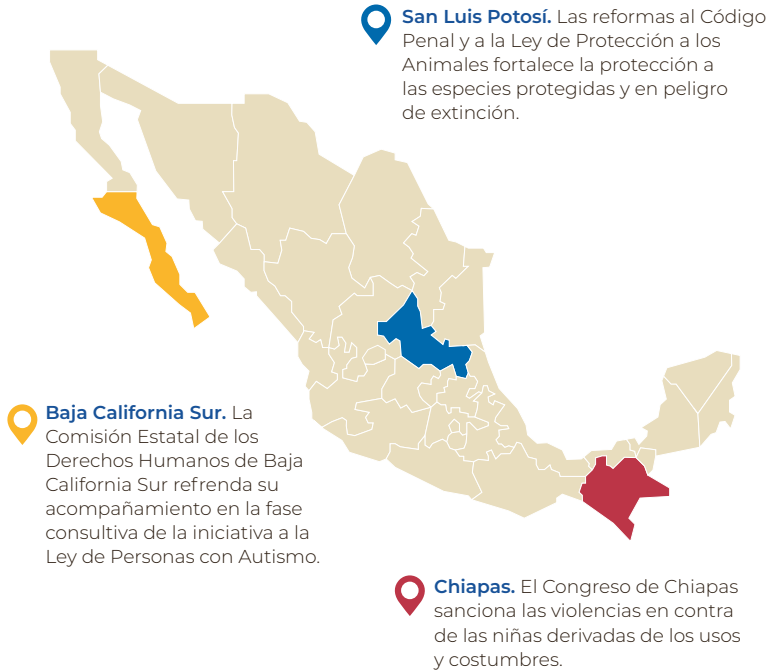 San Luis Potosí. Las reformas al Código
Penal y a la Ley de Protección a los
Animales fortalece la protección a
las especies protegidas y en peligro
de extinción.
Baja California Sur. La
Comisión Estatal de los
Derechos Humanos de Baja
California Sur refrenda su
acompañamiento en la fase
consultiva de la iniciativa a la
Ley de Personas con Autismo.
Chiapas. El Congreso de Chiapas
sanciona las violencias en contra
de las niñas derivadas de los usos
y costumbres.